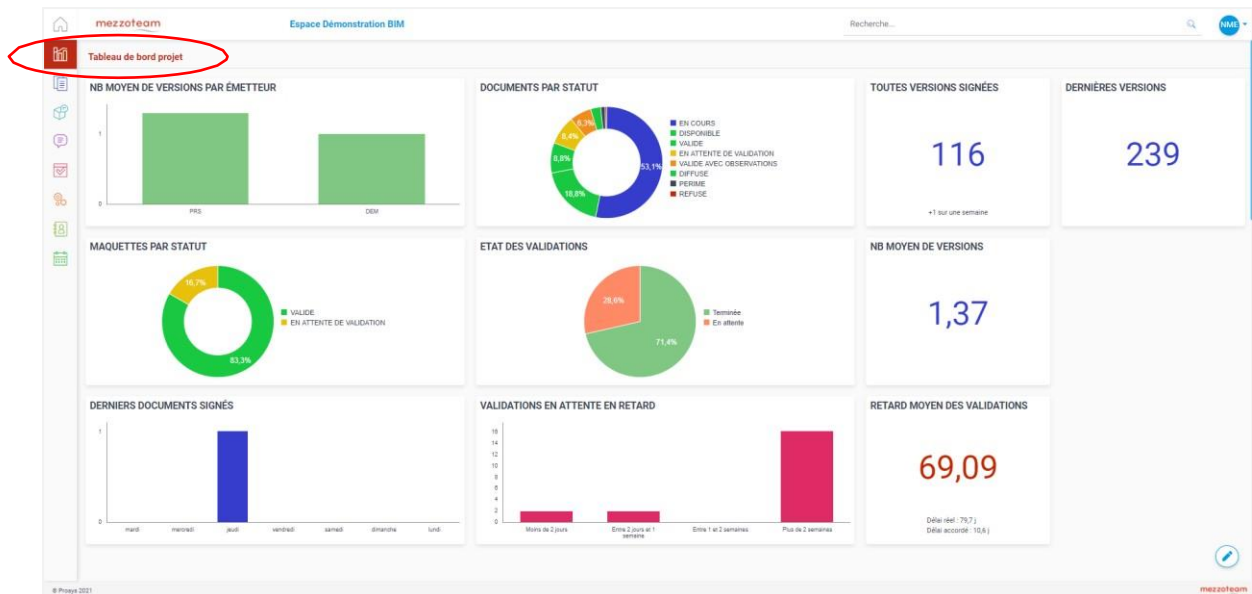 mezzoteam
Espace Démonstration BIM
Recherche...
NME
Tableau de bord projet
NB MOYEN DE VERSIONS PAR ÉMETTEUR
1
0
PRS
DEM
DOCUMENTS PAR STATUT
6,3%
8,4%
8,8%
18,8%
53,1%
EN COURS
DISPONIBLE
VALIDE
EN ATTENTE DE VALIDATION
VALIDE AVEC OBSERVATIONS
DIFFUSE
PERIME
REFUSE
TOUTES VERSIONS SIGNÉES
116
+1 sur une semaine
DERNIÈRES VERSIONS
239
MAQUETTES PAR STATUT
16,7%
83,3%
VALIDE
EN ATTENTE DE VALIDATION
ETAT DES VALIDATIONS
28,6%
71,4%
Terminée
En attente
NB MOYEN DE VERSIONS
1,37
DERNIERS DOCUMENTS SIGNÉS
1
0
mardi
mercredi
jeudi
vendredi
samedi
dimanche
lundi
VALIDATIONS EN ATTENTE EN RETARD
16
14
12
10
8
6
4
2
0
Moins de 2 jours
Entre 2 jours et 1
semaine
Entre 1 et 2 semaines
Plus de 2 semaines
RETARD MOYEN DES VALIDATIONS
69,09
Délai réel : 79,7 j
Délai accordé : 10,6 j
© Prosys 2021
mezzoteam